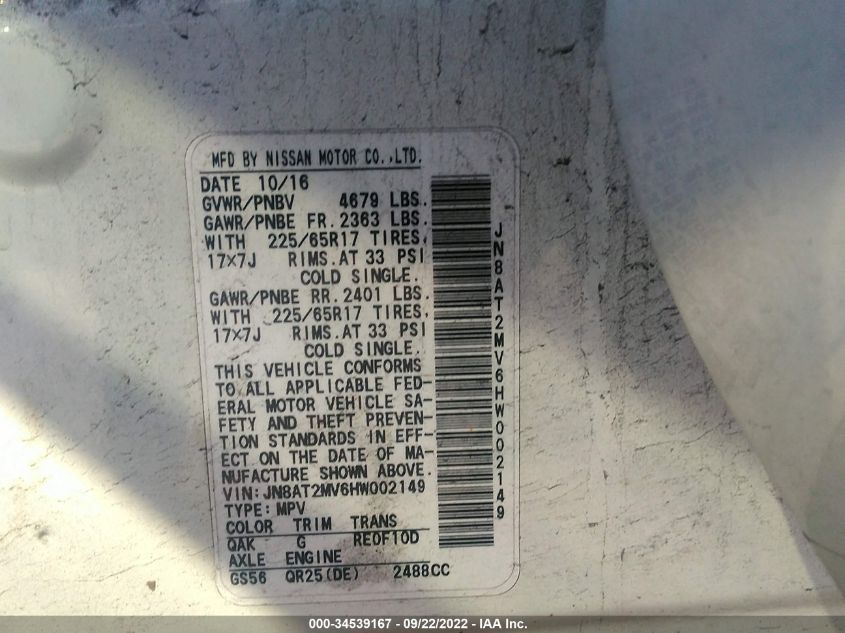 MFD BY NISSAN MOTOR CO.,LTD.
DATE 10/16
GVWR/PNBV 4679 LBS.
GAWR/PNBE FR. 2363 LBS.
WITH 225/65R17 TIRES,
17×7J RIMS.AT 33 PSI
COLD SINGLE.
GAWR/PNBE RR. 2401 LBS.
WITH 225/65R17 TIRES,
17×7J RIMS.AT 33 PSI
COLD SINGLE.
THIS VEHICLE CONFORMS
TO ALL APPLICABLE FED-
ERAL MOTOR VEHICLE SA-
FETY AND THEFT PREVEN-
TION STANDARDS IN EFF-
ECT ON THE DATE OF MA-
NUFACTURE SHOWN ABOVE.
VIN:JN8AT2MV6HW002149
TYPE:MPV
COLOR TRIM TRANS
QAK G RE0F10D
AXLE ENGINE
GS56 QR25(DE) 2488CC
JN8AT2MV6HW002149
000-34539167 - 09/22/2022 - © IAA Inc.